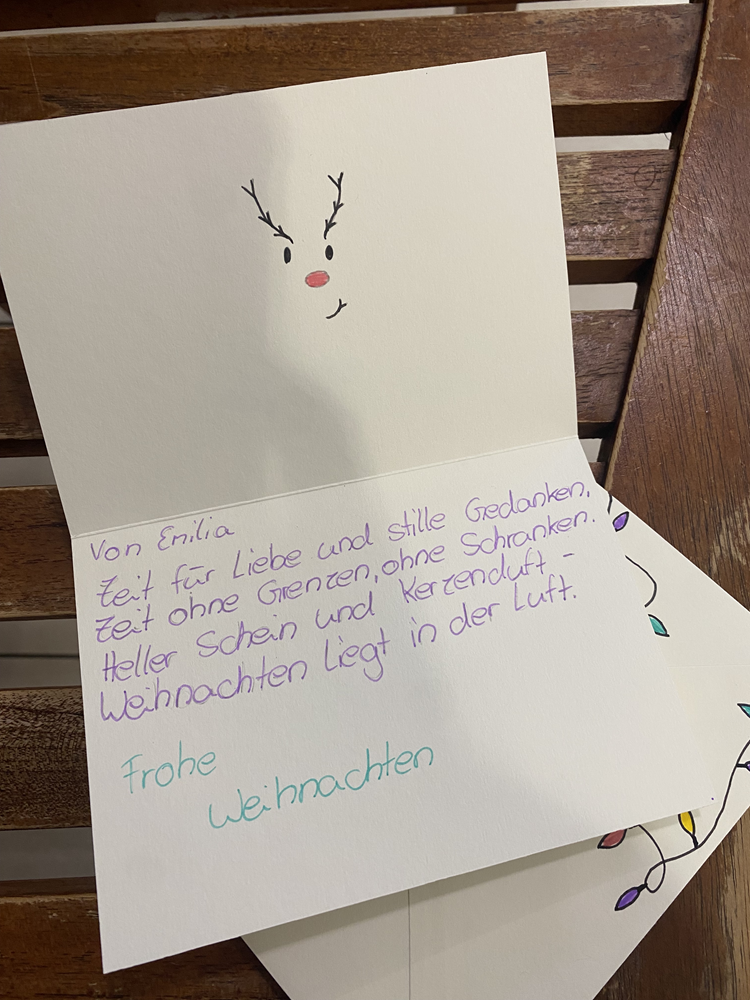 Von Emilia
Zeit für Liebe und stille Gedanken,
Zeit ohne Grenzen, ohne Schranken.
Heller Schein und Kerzenduft -
Weihnachten liegt in der Luft.
Frohe
Weihnachten